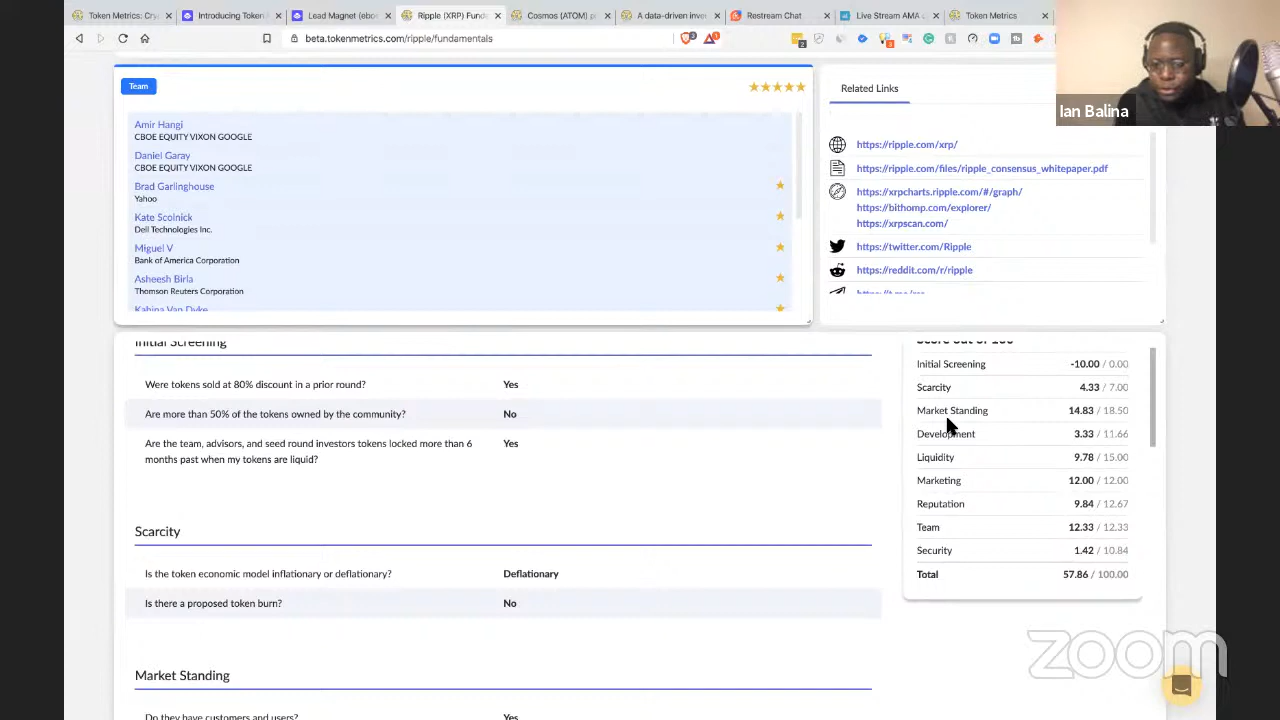 Token Metrics: Cry
Introducing Token
Lead Magnet (ebo
Ripple (XRP) Funda
Cosmos (ATOM)
A data-driven inve
Restream Chat
Live Stream AMA
Token Metrics
beta.tokenmetrics.com/ripple/fundamentals
Ian Balina
Team
Amir Hangi
CBOE EQUITY VIXON GOOGLE
Daniel Garay
CBOE EQUITY VIXON GOOGLE
Brad Garlinghouse
Yahoo
Kate Scolnick
Dell Technologies Inc.
Miguel V
Bank of America Corporation
Asheesh Birla
Thomson Reuters Corporation
Kahina Van Dyke
Related Links
https://ripple.com/xrp/
https://ripple.com/files/ripple_consensus_whitepaper.pdf
https://xrpcharts.ripple.com/#/graph/
https://bithomp.com/explorer/
https://xrpscan.com/
https://twitter.com/Ripple
https://reddit.com/r/ripple
Initial Screening
Were tokens sold at 80% discount in a prior round? Yes
Are more than 50% of the tokens owned by the community? No
Are the team, advisors, and seed round investors tokens locked more than 6 Yes
months past when my tokens are liquid?
Scarcity
Is the token economic model inflationary or deflationary? Deflationary
Is there a proposed token burn? No
Market Standing
Do they have customers and users? Yes
Score Out of 100
Initial Screening -10.00 / 0.00
Scarcity 4.33 / 7.00
Market Standing 14.83 / 18.50
Development 3.33 / 11.66
Liquidity 9.78 / 15.00
Marketing 12.00 / 12.00
Reputation 9.84 / 12.67
Team 12.33 / 12.33
Security 1.42 / 10.84
Total 57.86 / 100.00
zoom